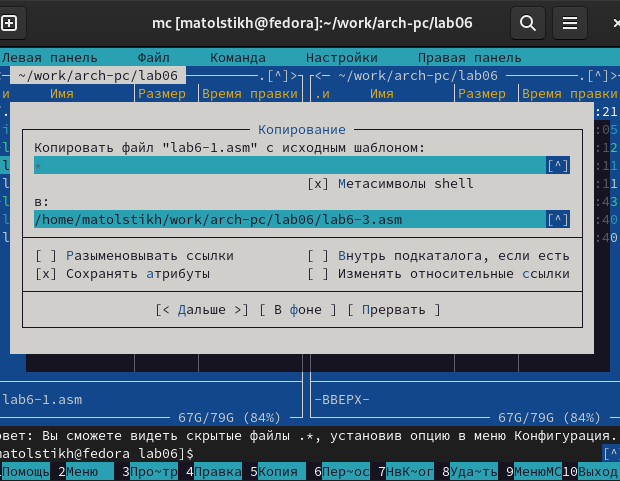 mc [matolstikh@fedora]:~/work/arch-pc/lab06
Левая панель Файл Команда Настройки Правая панель
~/work/arch-pc/lab06 .[^]> <— ~/work/arch-pc/lab06 .[^]>
и Имя Размер Время правки .и Имя Размер Время правки
:21
Копирование :05
Копировать файл "lab6-1.asm" с исходным шаблоном: :12
* [^] :11
[x] Метасимволы shell :11
в: :43
/home/matolstikh/work/arch-pc/lab06/lab6-3.asm [^] :40
:40
[ ] Разыменовывать ссылки [ ] Внутрь подкаталога, если есть
[x] Сохранять атрибуты [ ] Изменять относительные ссылки
[< Дальше >] [ В фоне ] [ Прервать ]
lab6-1.asm -ВВЕРХ-
67G/79G (84%) 67G/79G (84%)
овет: Вы сможете видеть скрытые файлы .*, установив опцию в меню Конфигурация.
matolstikh@fedora lab06]$ [^]
Помощь 2Меню 3Про~тр 4Правка 5Копия 6Пер~ос 7НвК~ог 8Уда~ть 9МенюМС 10Выход